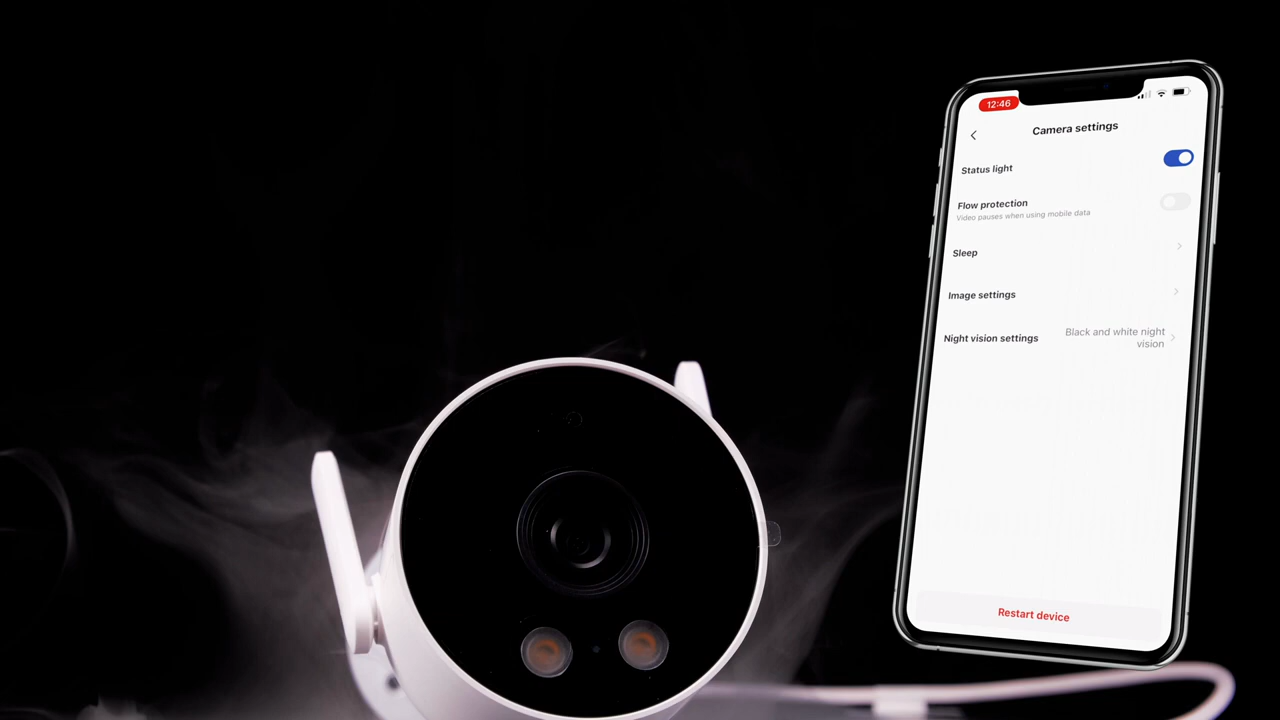 12:46
Camera settings
Status light
Flow protection
Video pauses when using mobile data
Sleep
Image settings
Night vision settings
Black and white night
vision
Restart device